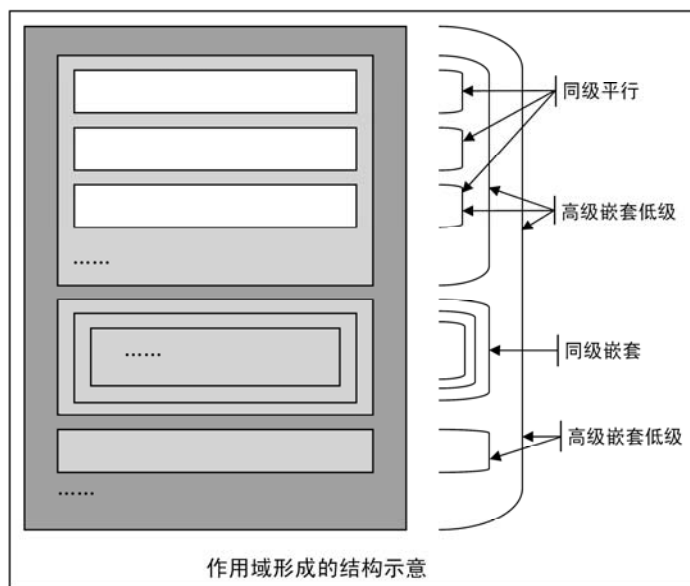 同级平行
高级嵌套低级
……
……
同级嵌套
高级嵌套低级
……
作用域形成的结构示意